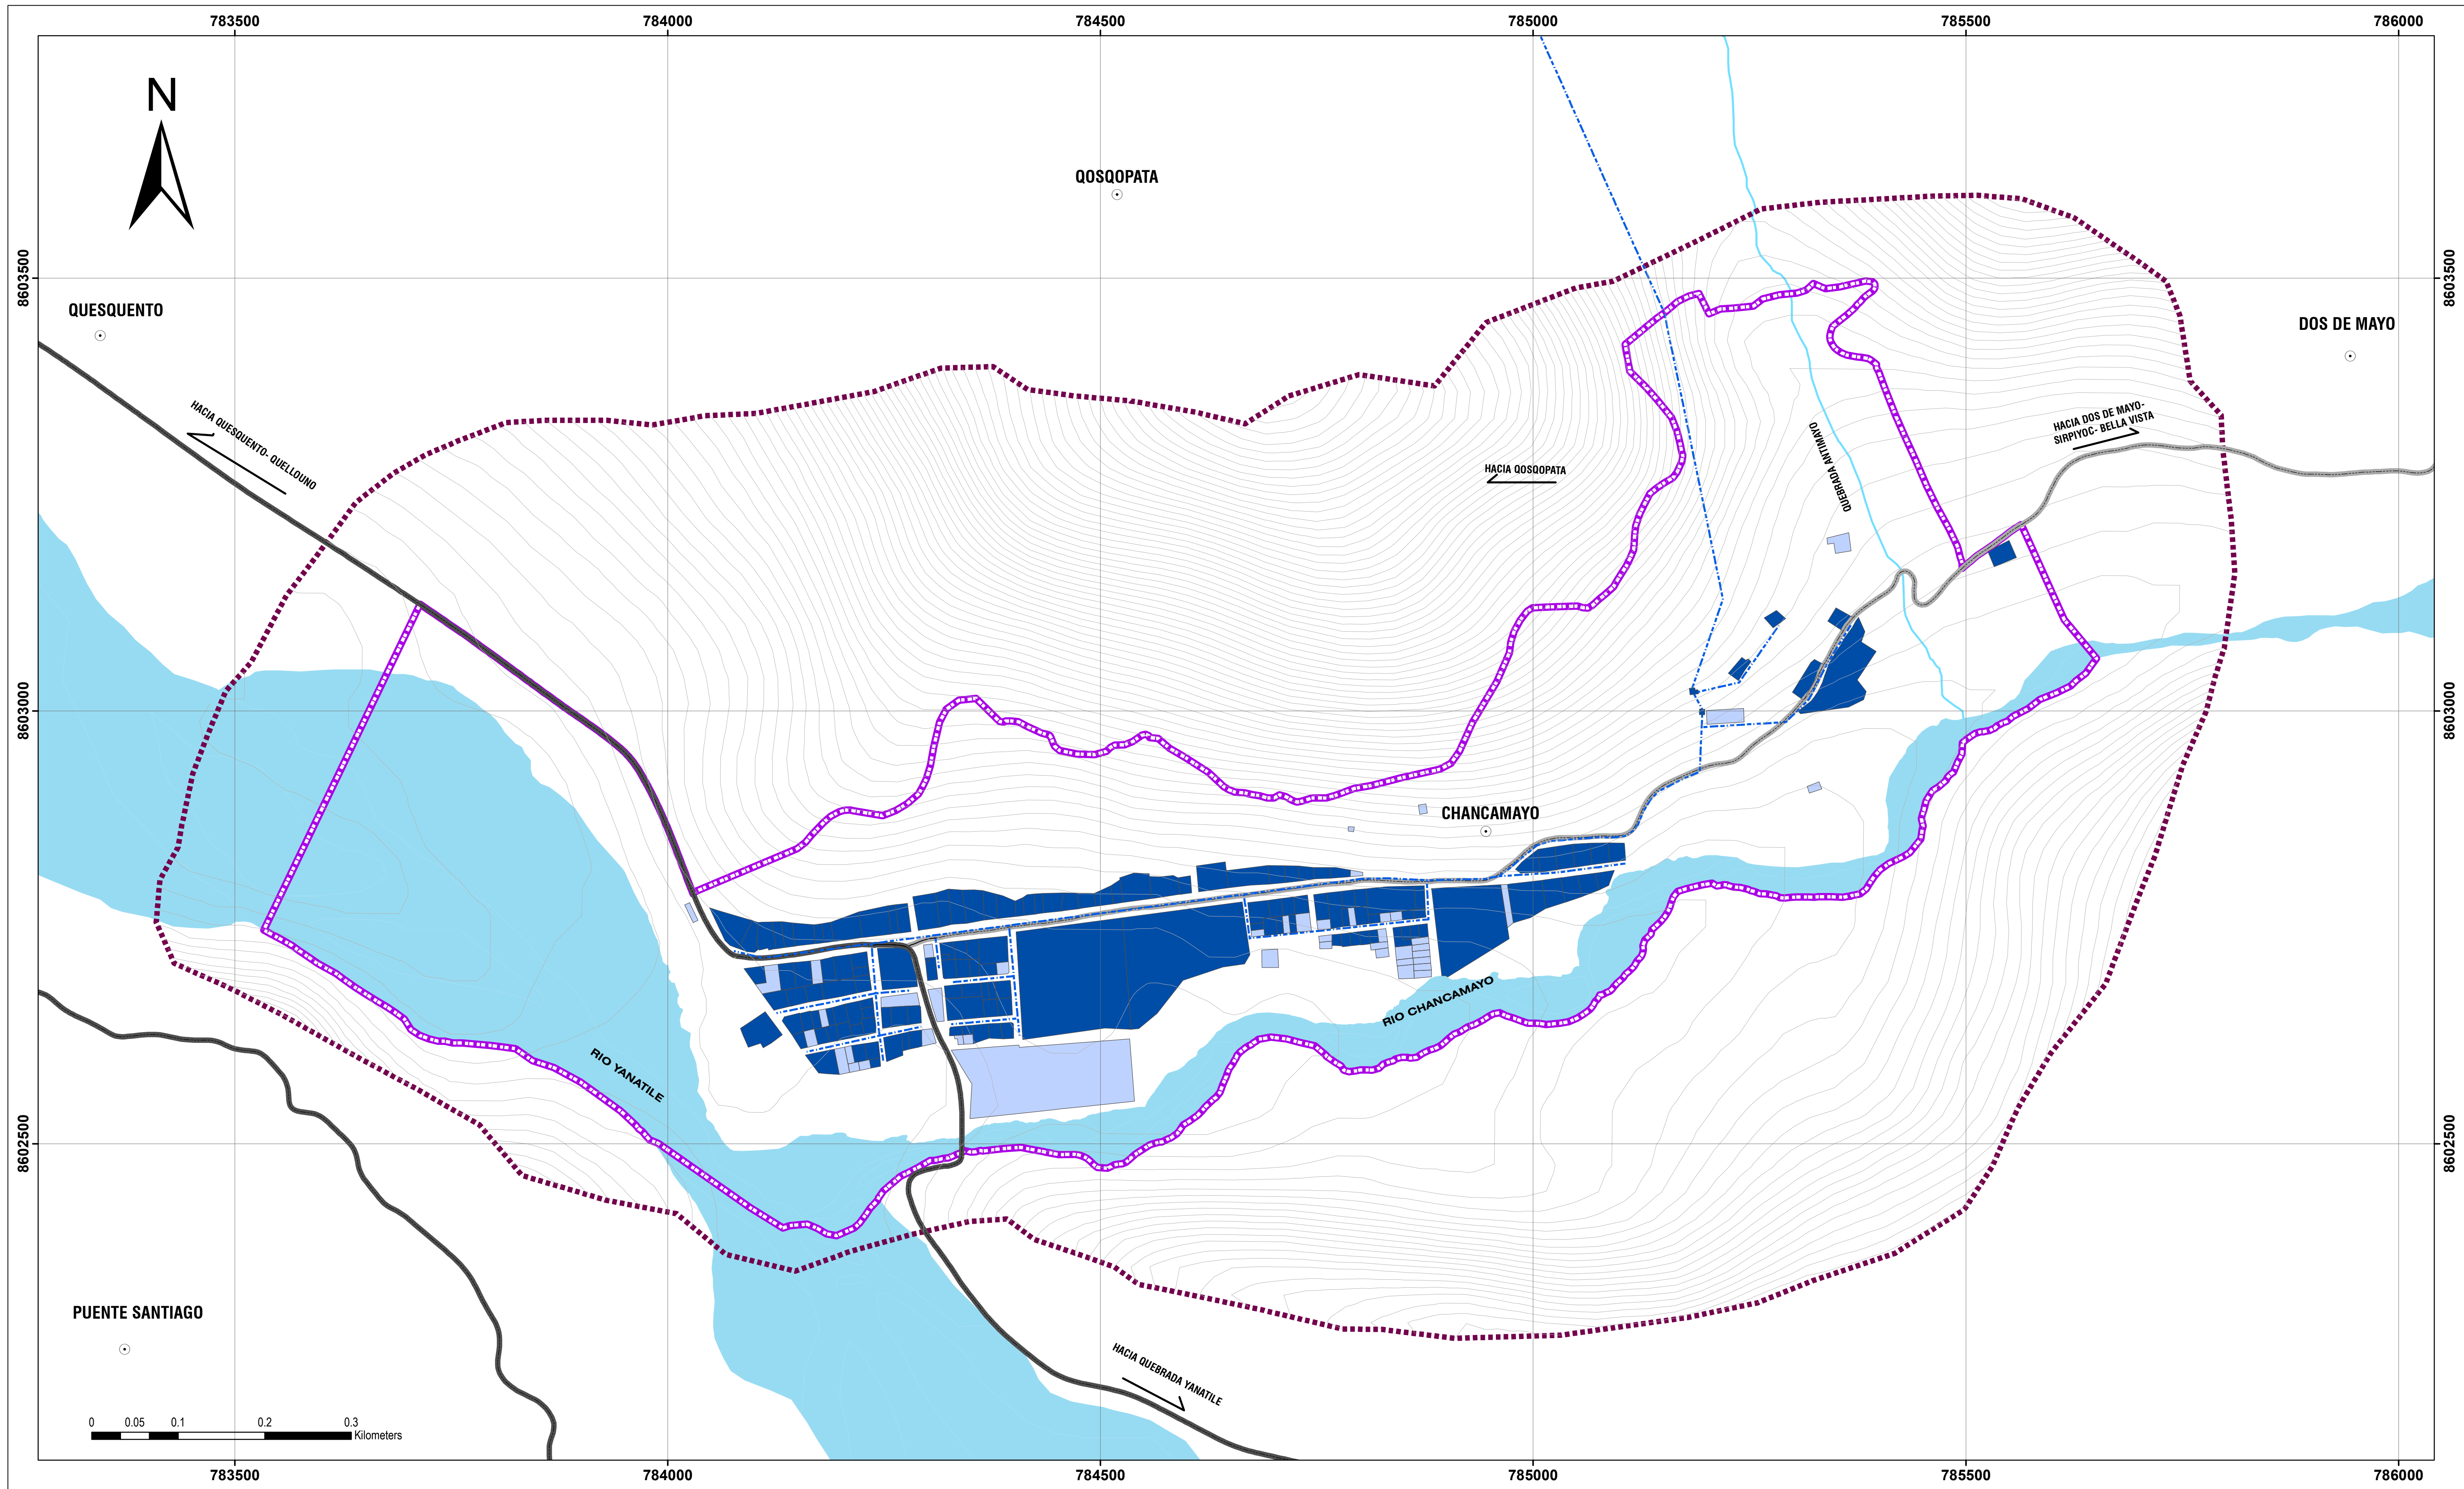 783500 784000 784500 785000 785500 786000
N
QOSQOPATA
8603500
8603500
QUESQUENTO
DOS DE MAYO
HACIA QUESQUENTO- QUELLOUNO
HACIA DOS DE MAYO-
SIRPIYOC- BELLA VISTA
HACIA QOSQOPATA
QUEBRADA ANTIMAYO
8603000
8603000
CHANCAMAYO
RIO CHANCAMAYO
RIO YANATILE
8602500
8602500
PUENTE SANTIAGO
HACIA QUEBRADA YANATILE
0 0.05 0.1 0.2 0.3
Kilometers
783500 784000 784500 785000 785500 786000